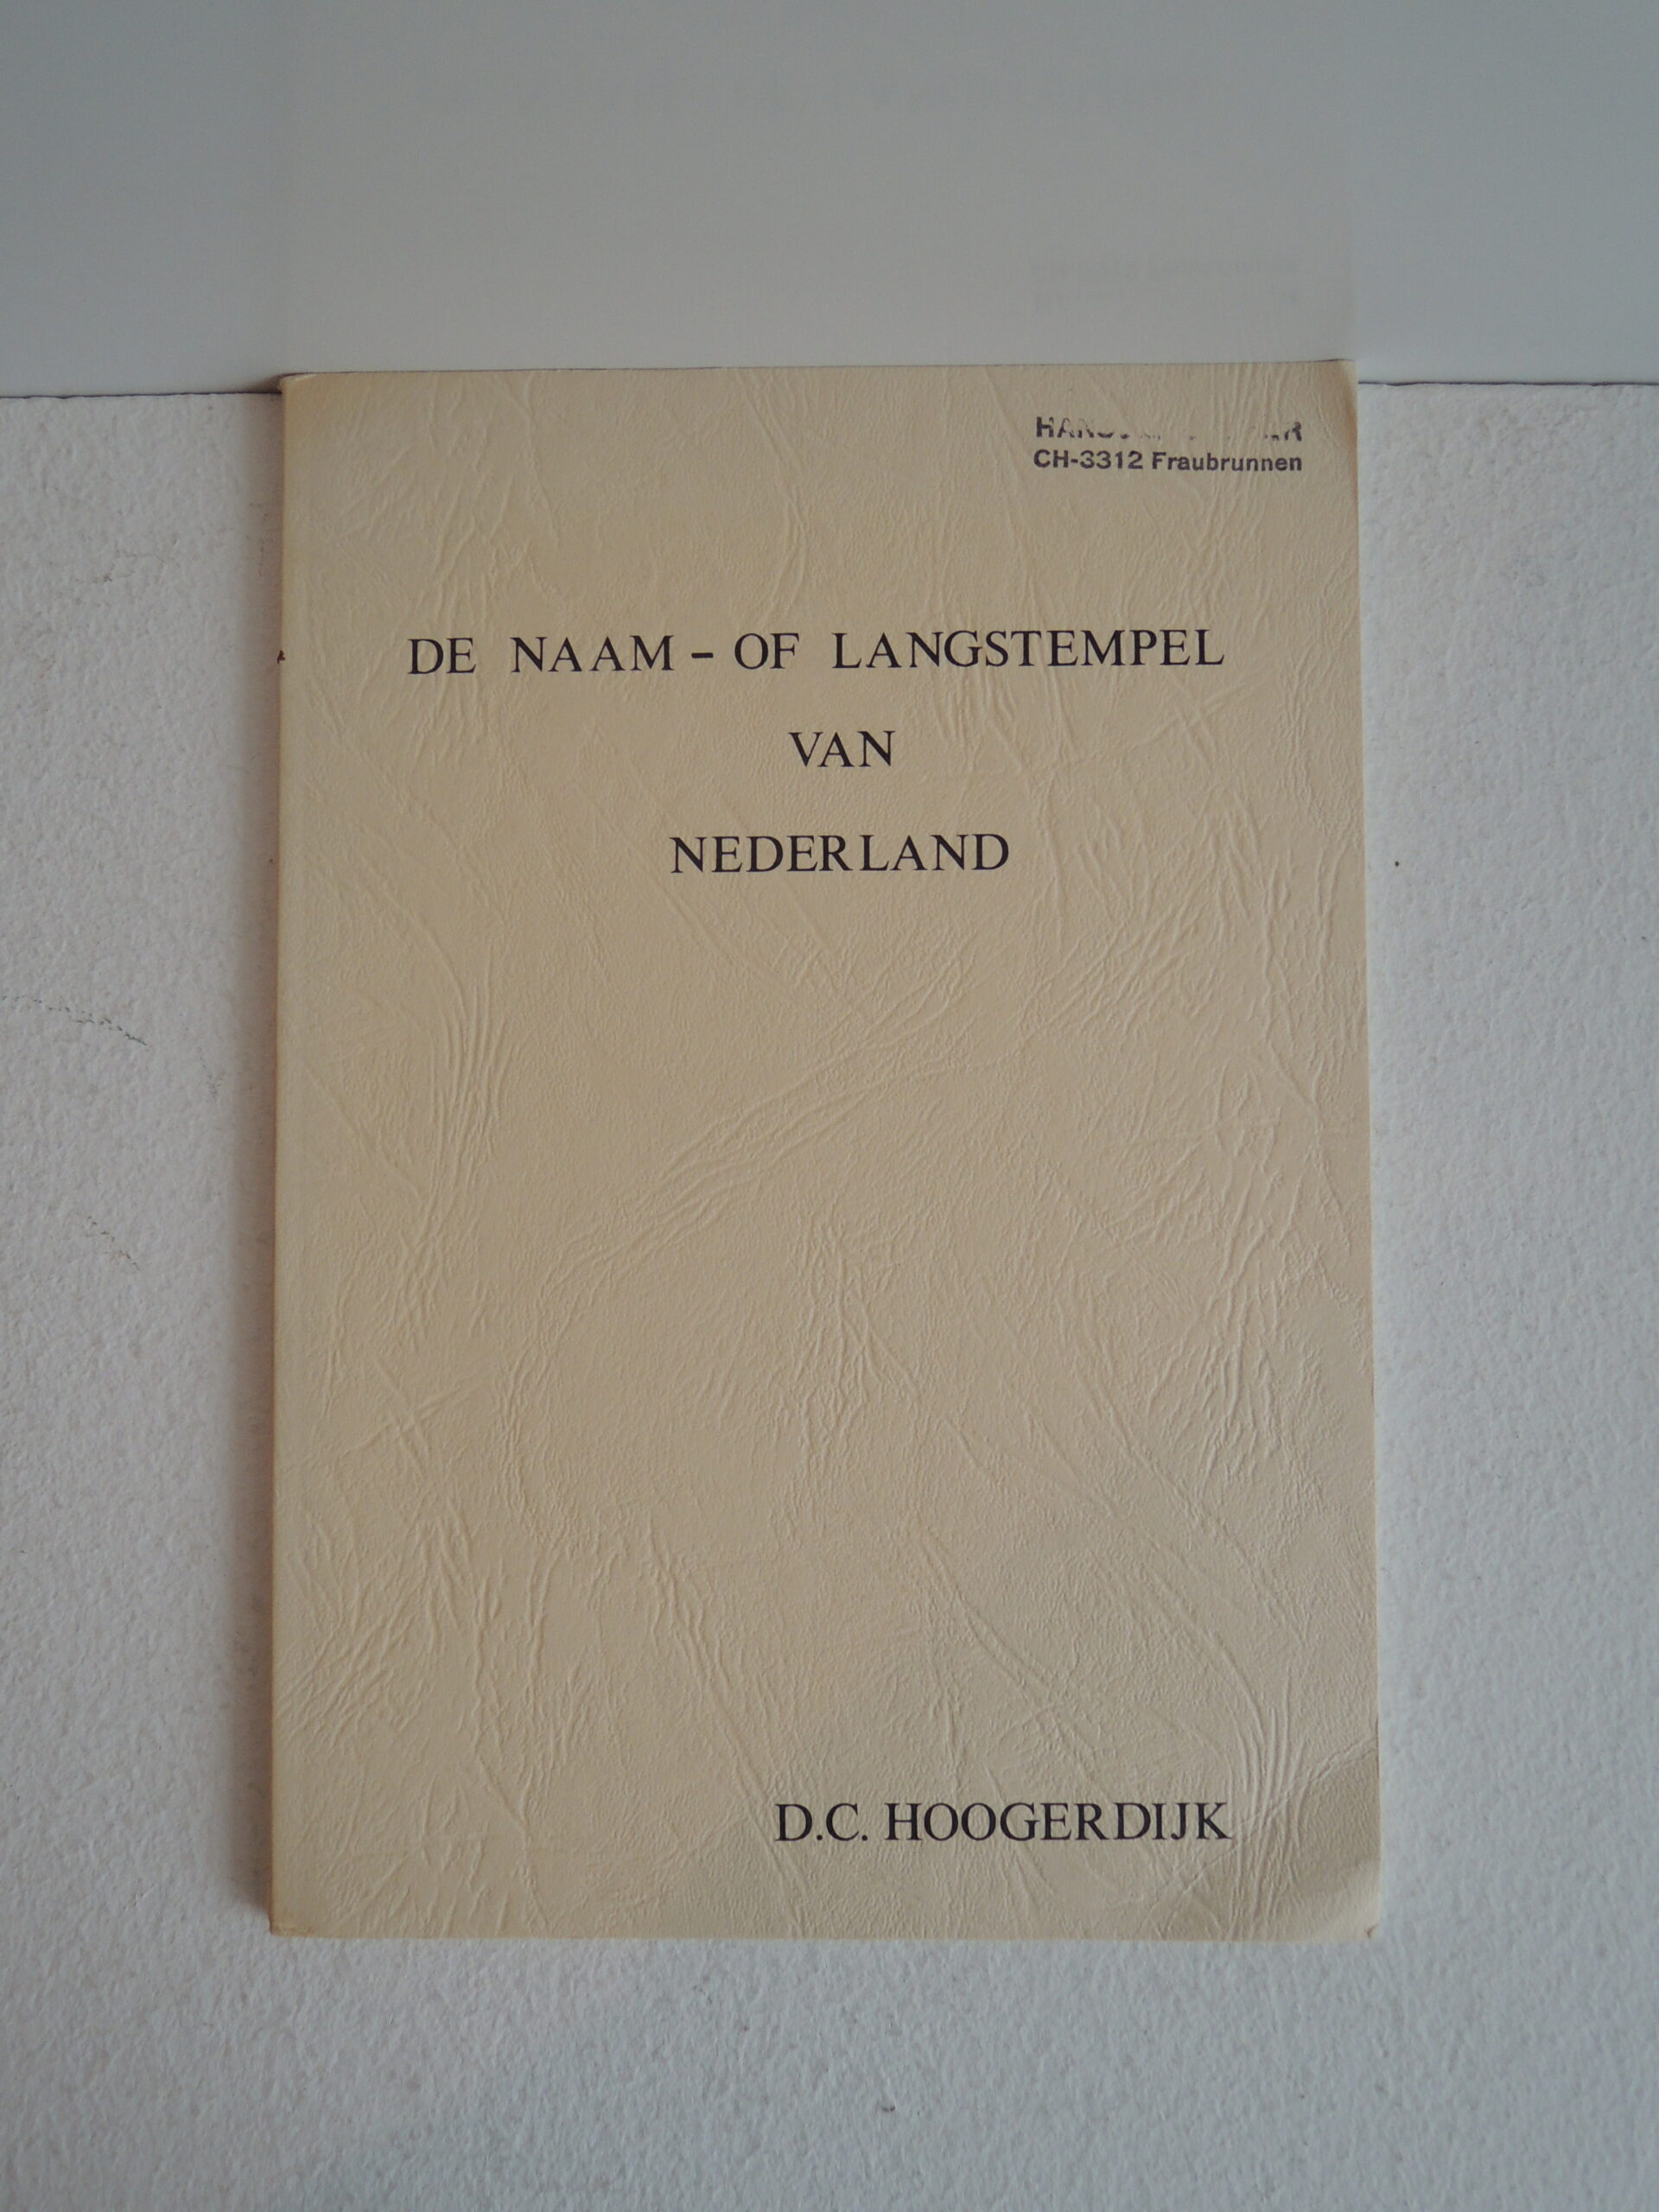 CH-3312 Fraubrunnen
DE NAAM - OF LANGSTEMPEL
VAN
NEDERLAND
D.C. HOOGERDIJK